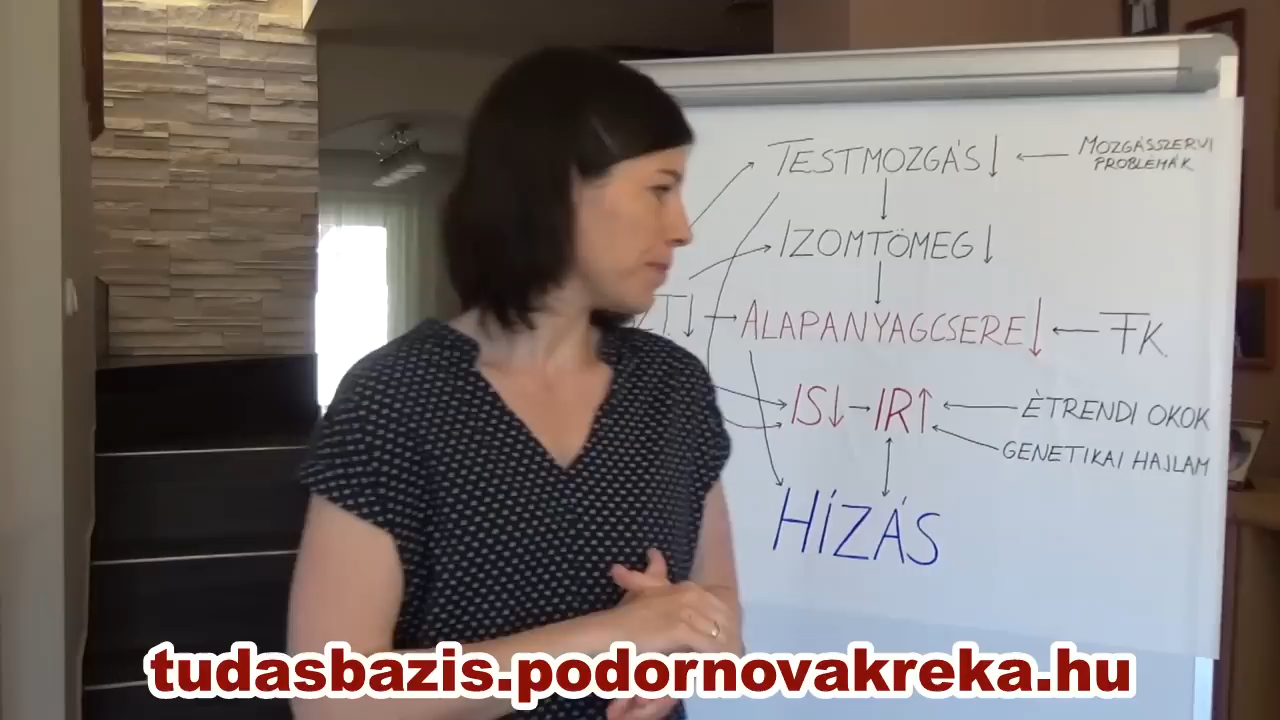 TESTMOZGÁS↓ ← MOZGÁSSZERVI
PROBLÉMÁK
IZOMTÖMEG↓
T.↓ → ALAPANYAGCSERE↓ ← FK.
IS↓→IR↑ ← ÉTRENDI OKOK
GENETIKAI HAJLAM
HÍZÁS
tudasbazis.podornovakreka.hu